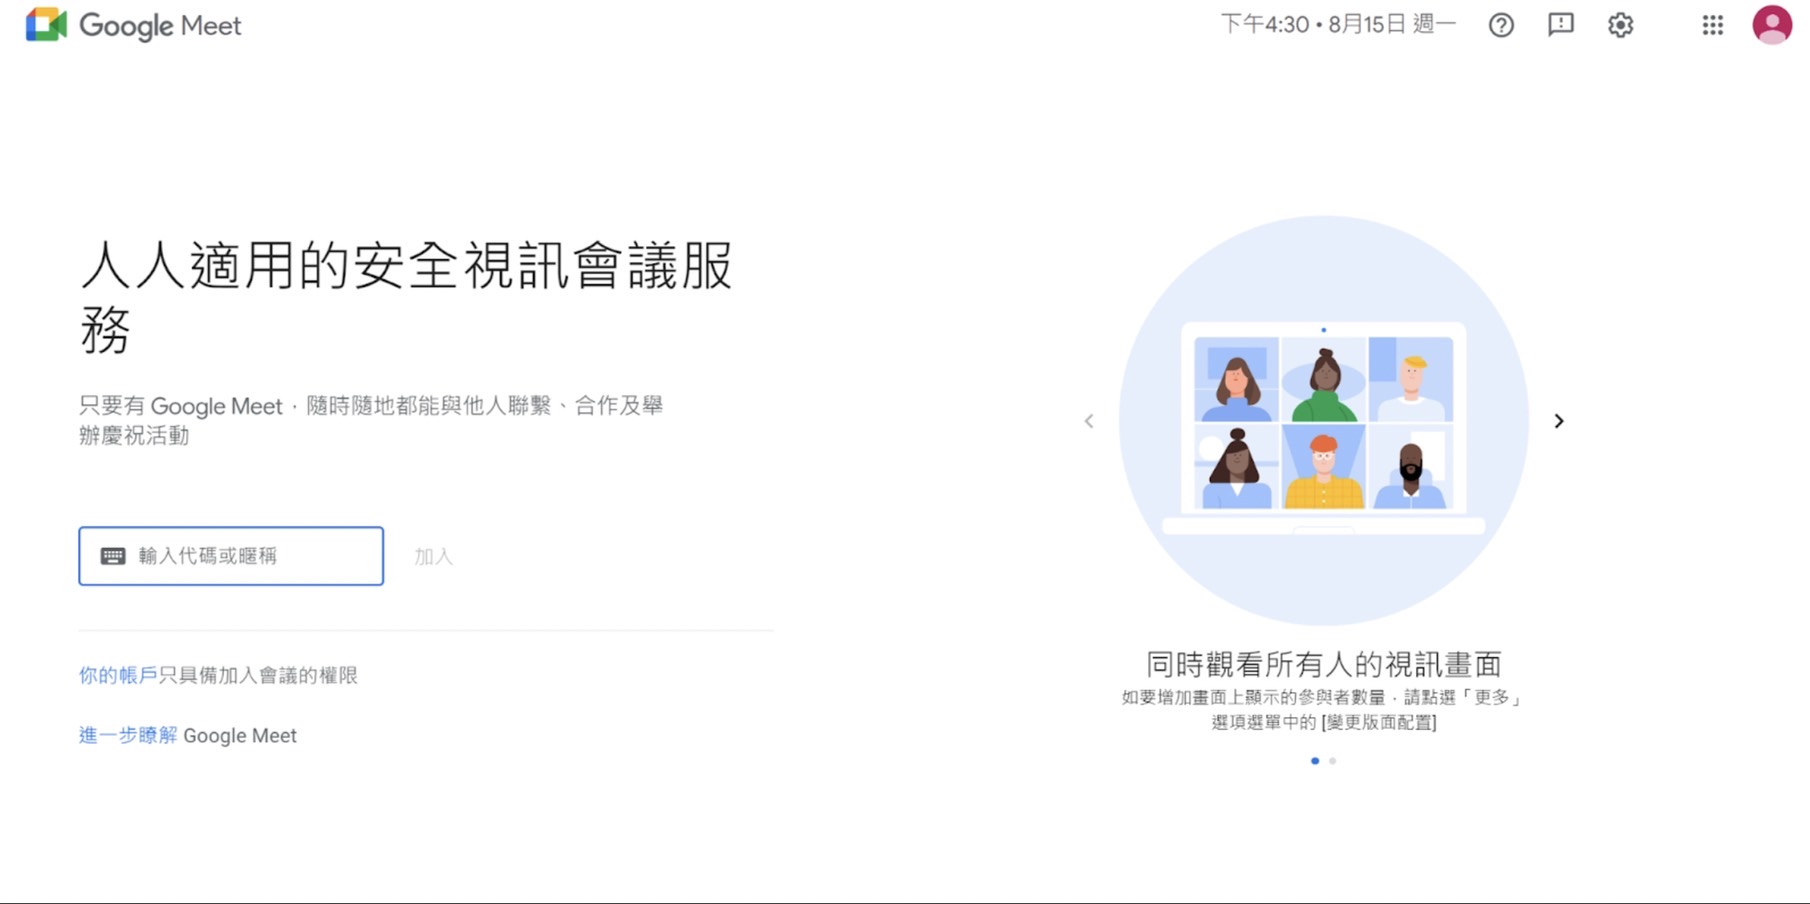 Google Meet
下午4:30 • 8月15日 週一
人人適用的安全視訊會議服
務
只要有 Google Meet，隨時隨地都能與他人聯繫、合作及舉
辦慶祝活動
輸入代碼或暱稱
加入
你的帳戶只具備加入會議的權限
進一步瞭解 Google Meet
同時觀看所有人的視訊畫面
如要增加畫面上顯示的參與者數量，請點選「更多」
選項選單中的 [變更版面配置]